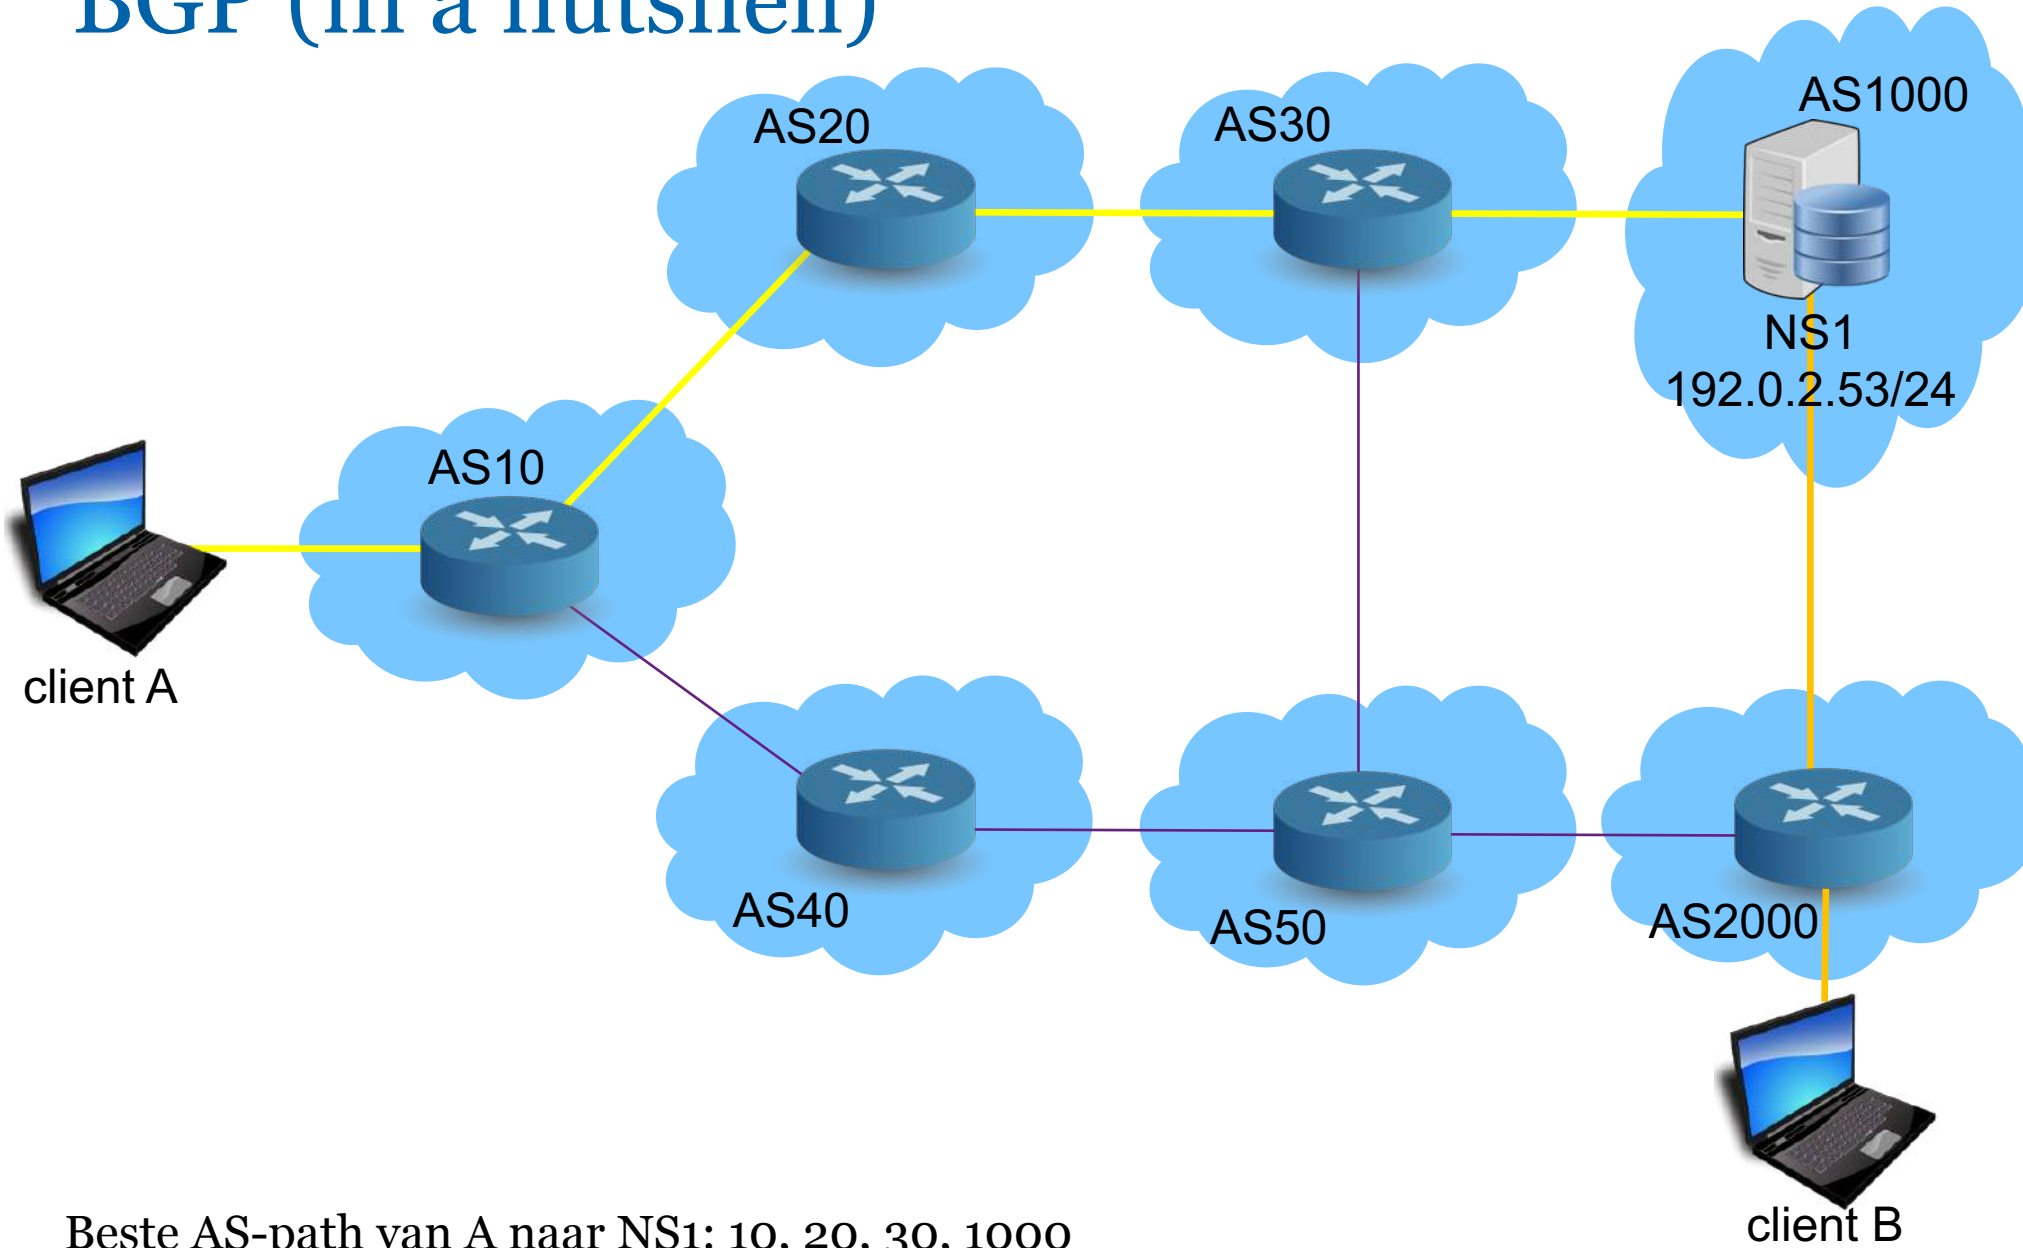 BGP (in a nutshell)
AS20
AS30
AS1000
NS1
192.0.2.53/24
AS10
client A
AS40
AS50
AS2000
client B
Beste AS-path van A naar NS1: 10, 20, 30, 1000